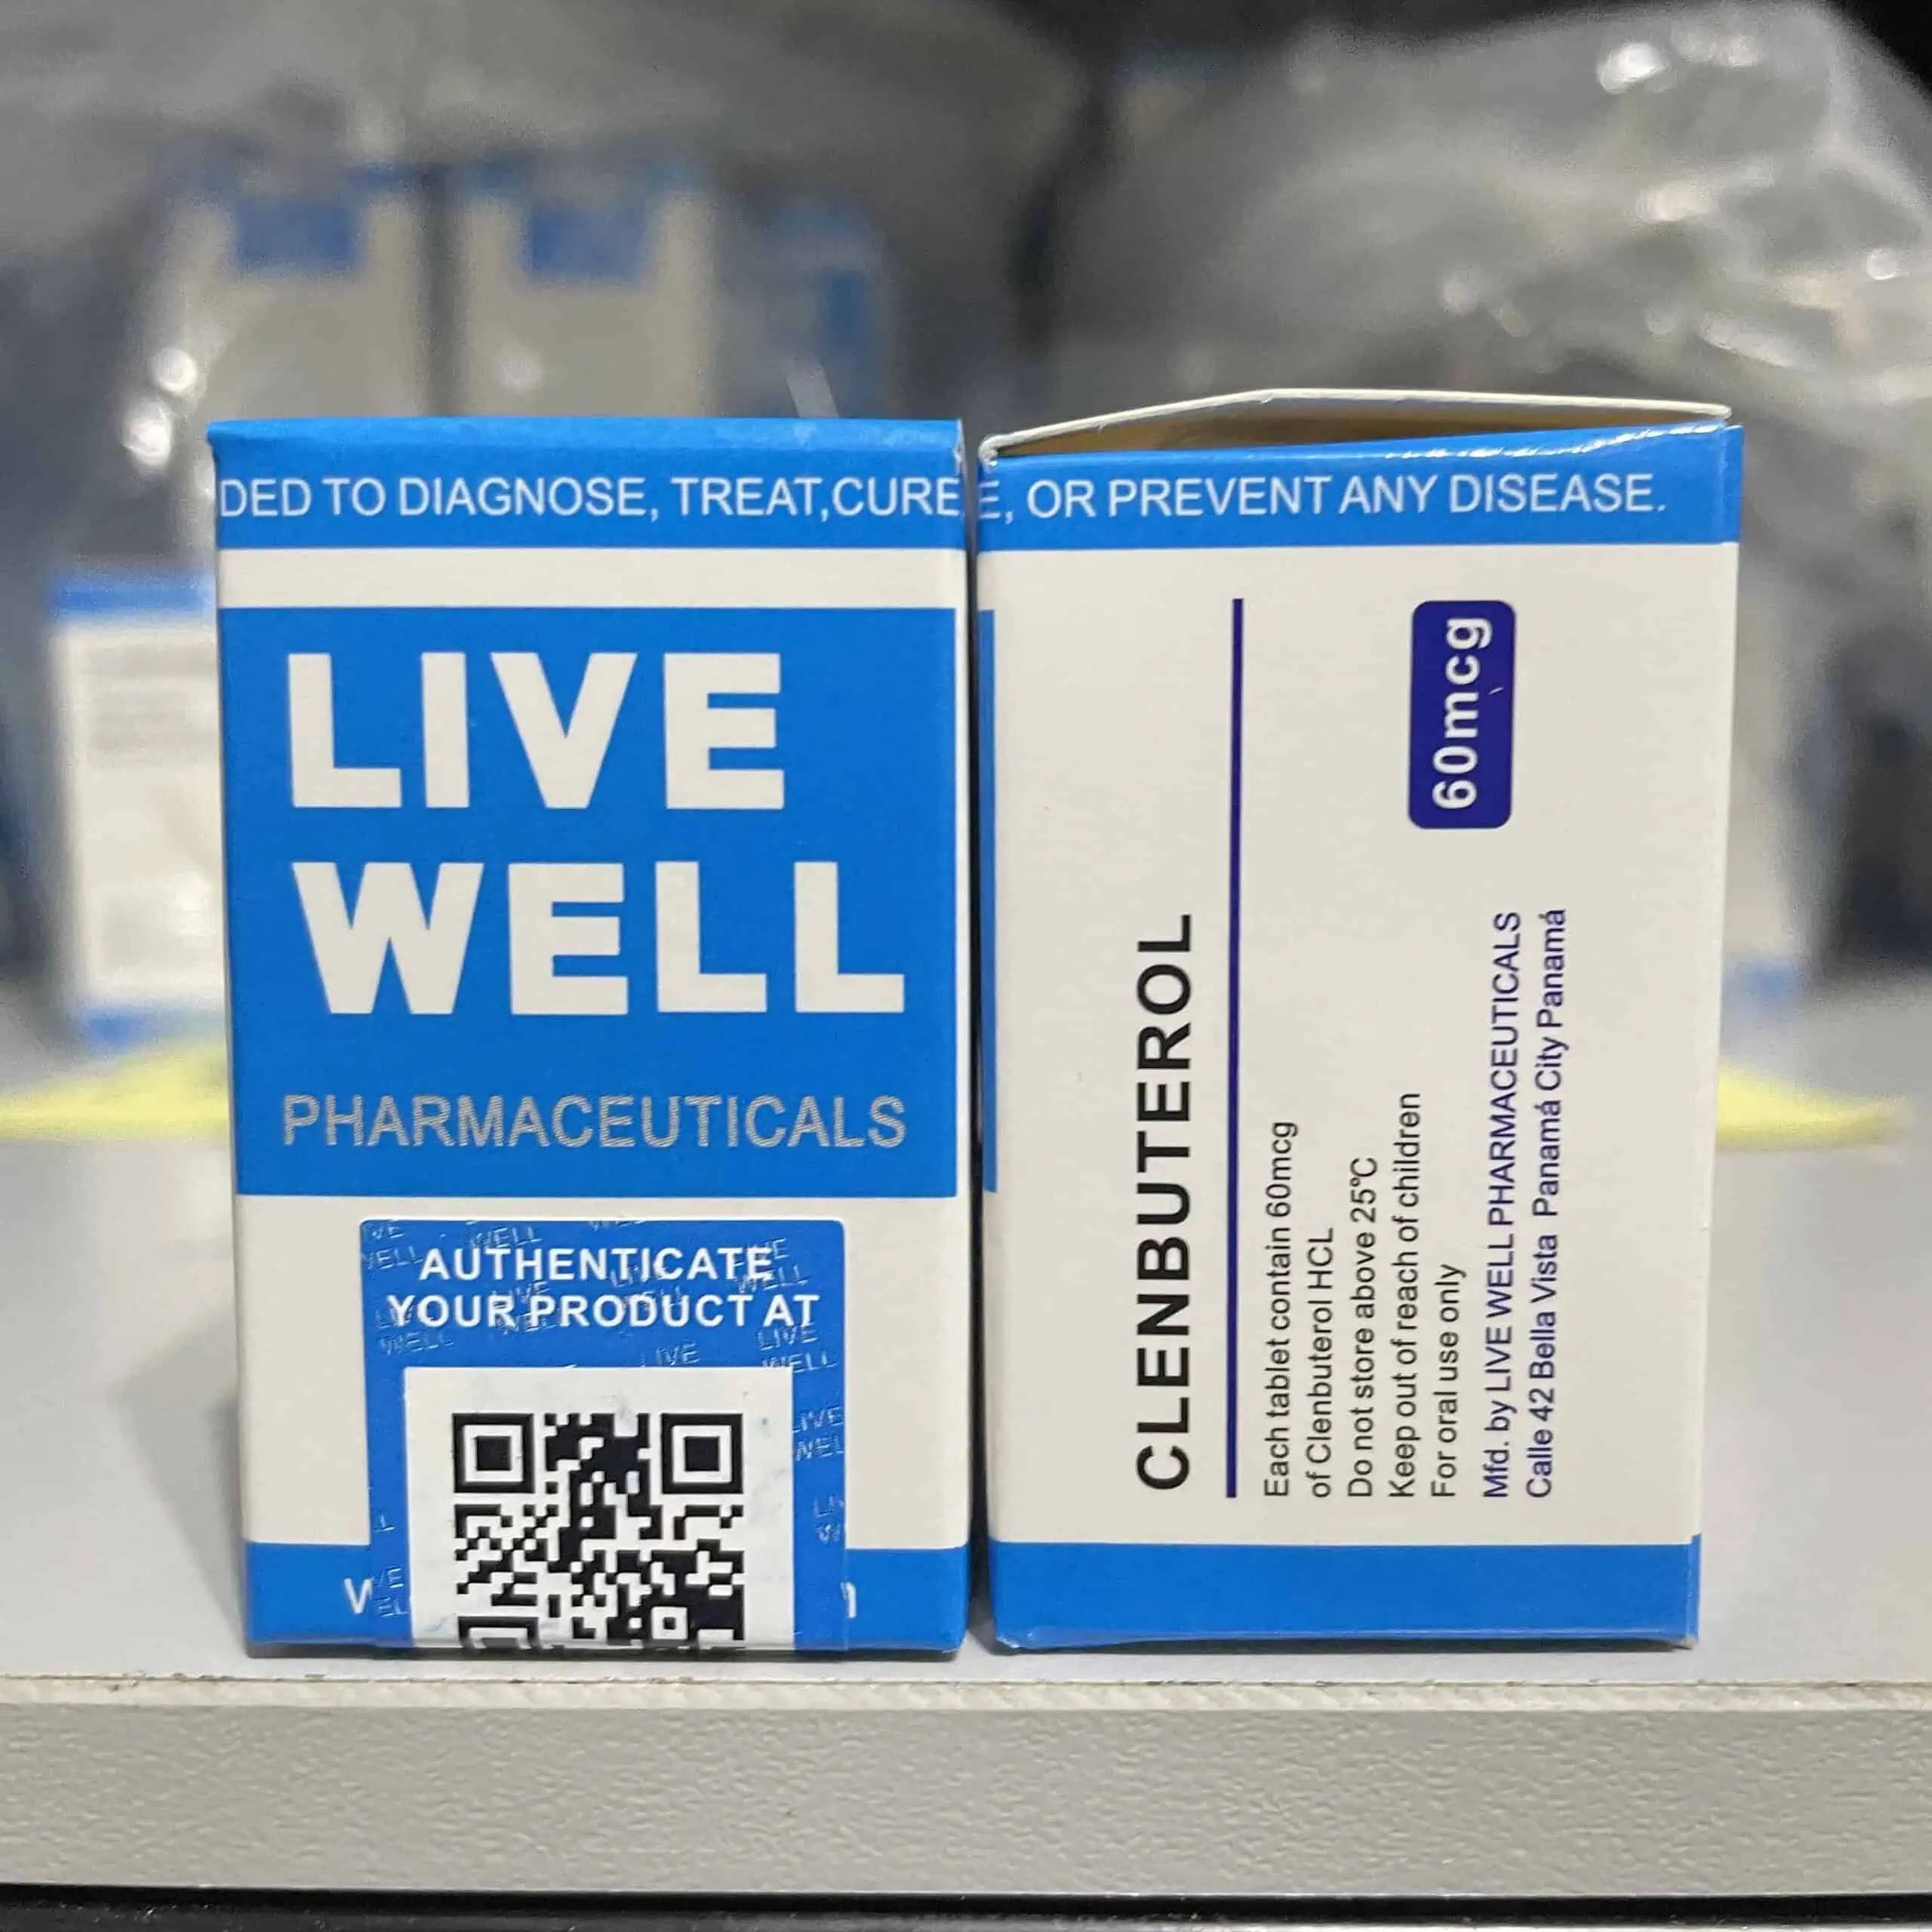 DED TO DIAGNOSE, TREAT,CURE
LIVE
WELL
PHARMACEUTICALS
AUTHENTICATE
YOUR PRODUCT AT
E, OR PREVENT ANY DISEASE.
CLENBUTEROL
60mcg
Each tablet contain 60mcg
of Clenbuterol HCL
Do not store above 25℃
Keep out of reach of children
For oral use only
Mfd. by LIVE WELL PHARMACEUTICALS
Calle 42 Bella Vista Panamá City Panamá